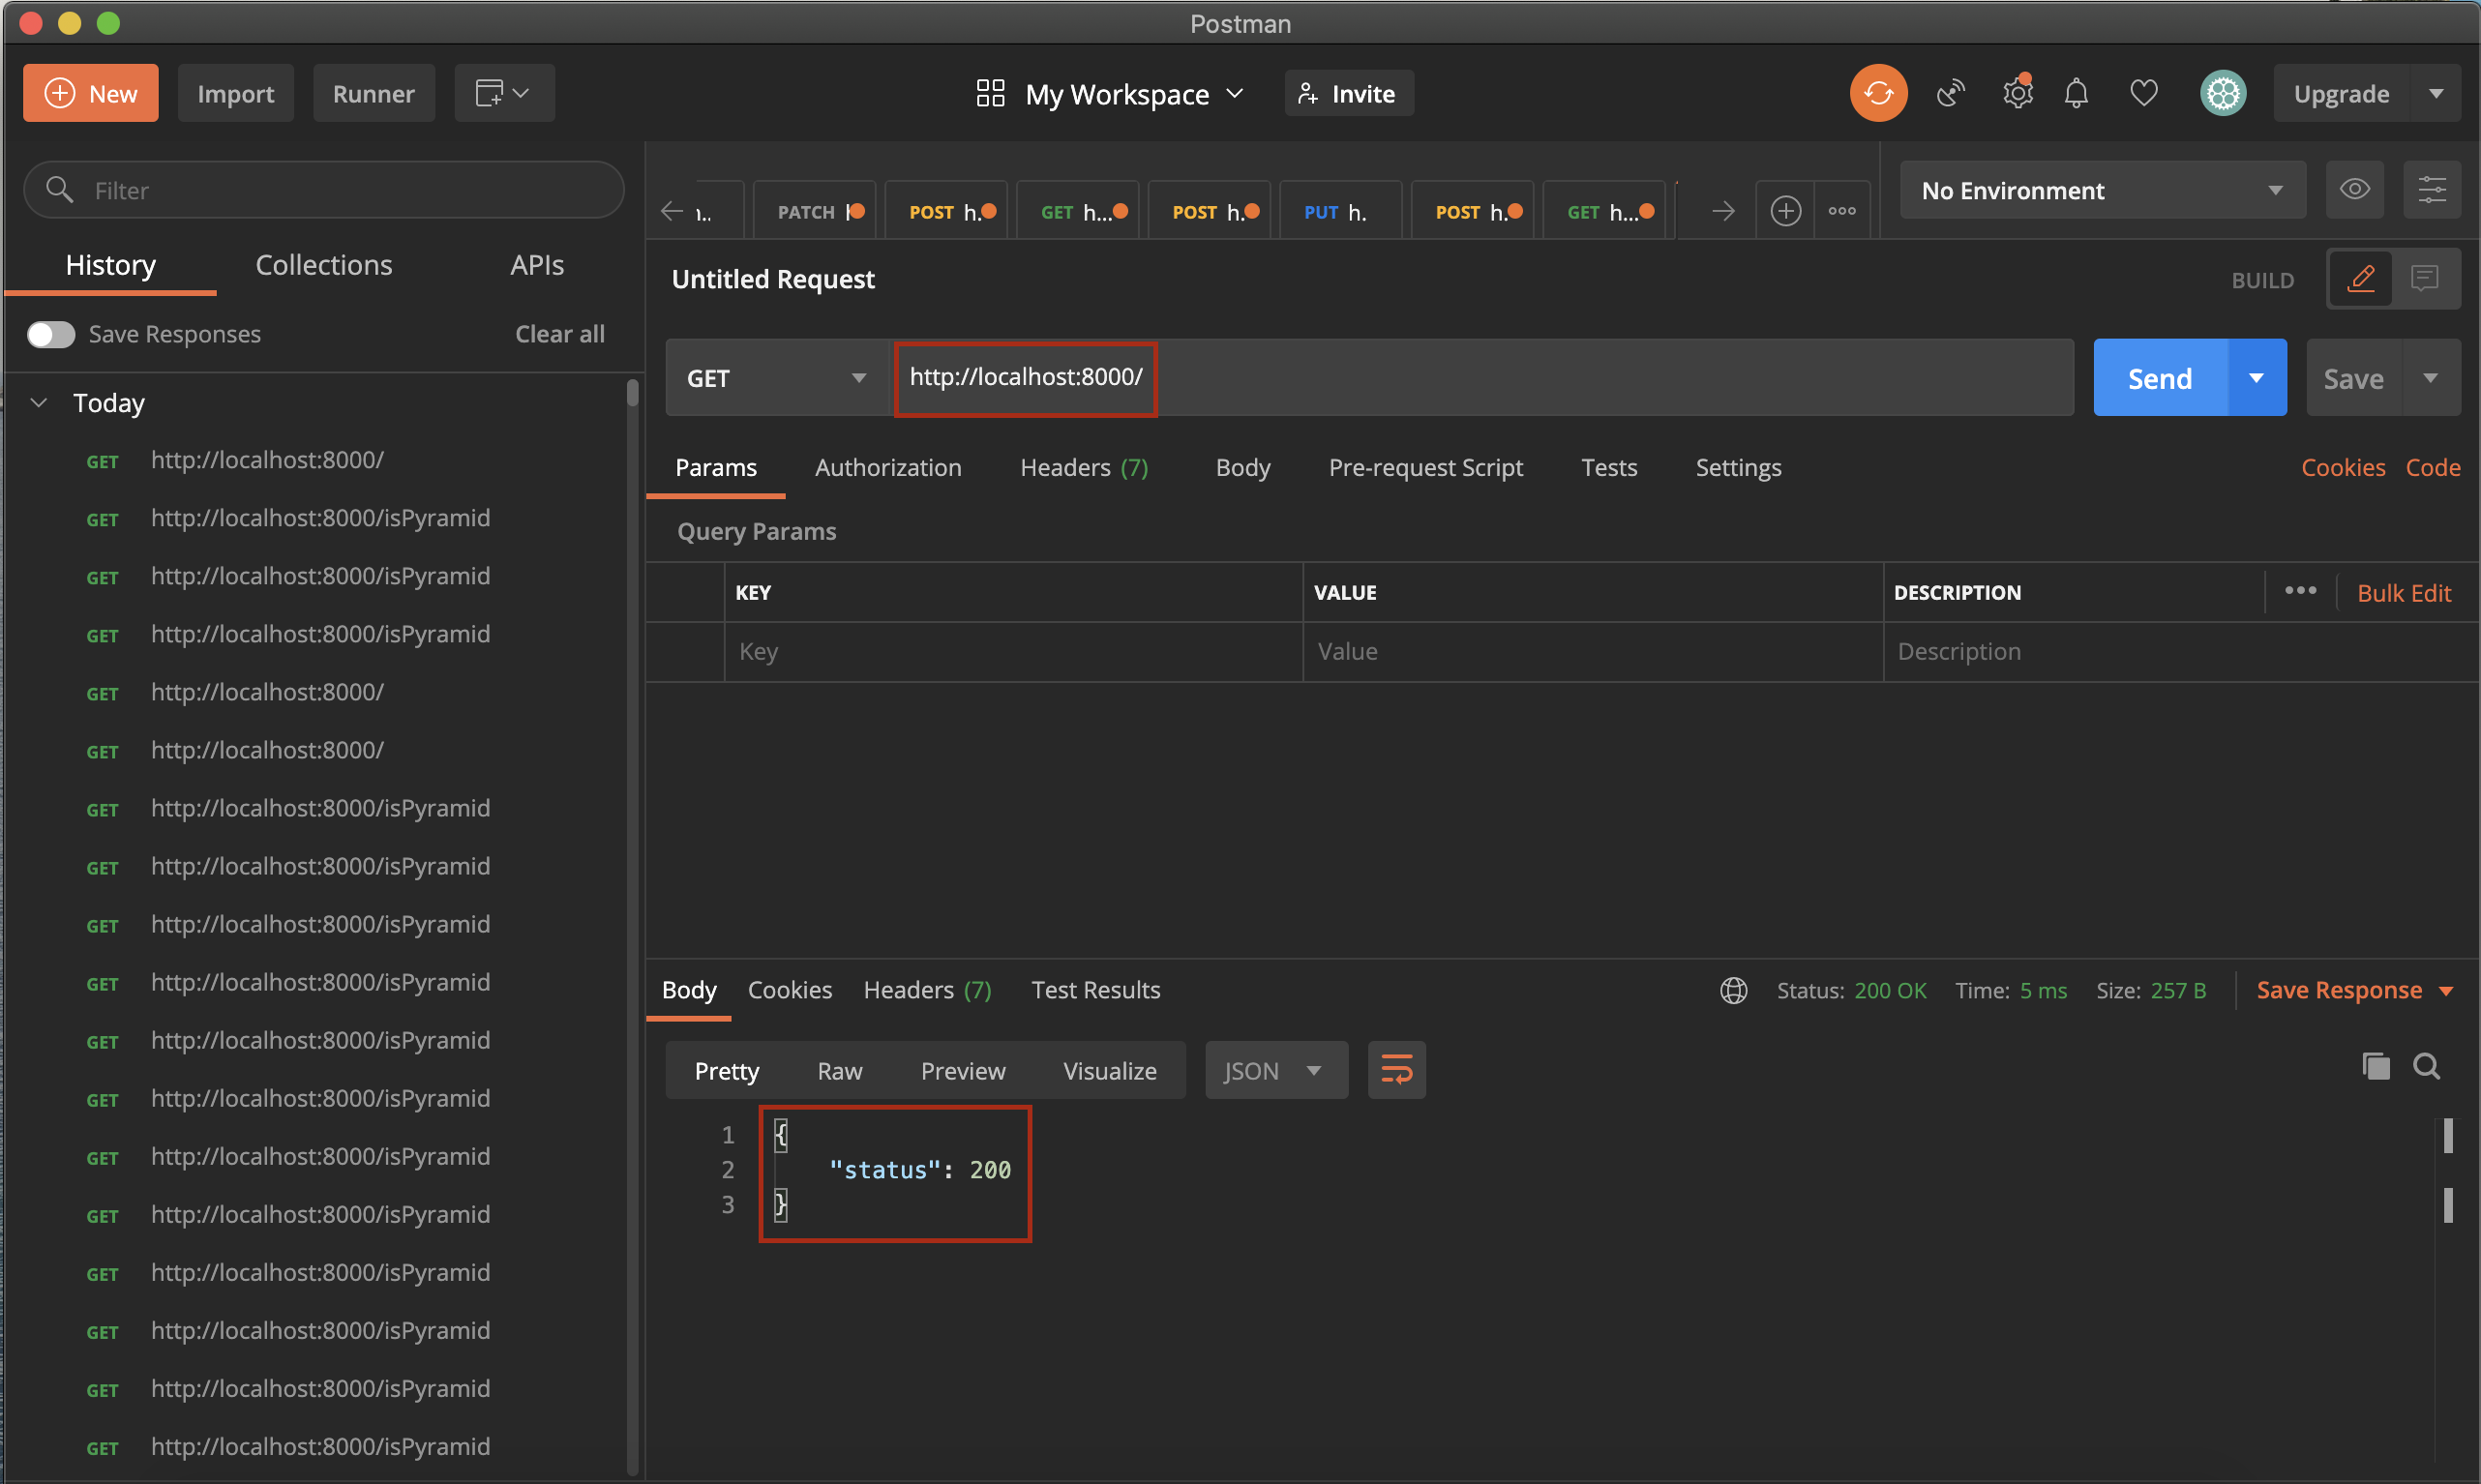 Postman
New Import Runner My Workspace Invite Upgrade
Filter
PATCH POST h. GET h... POST h. PUT h. POST h. GET h...
No Environment
History Collections APIs
Untitled Request
BUILD
Save Responses Clear all
GET http://localhost:8000/ Send Save
Today
GET http://localhost:8000/
GET http://localhost:8000/isPyramid
GET http://localhost:8000/isPyramid
GET http://localhost:8000/isPyramid
GET http://localhost:8000/
GET http://localhost:8000/
GET http://localhost:8000/isPyramid
GET http://localhost:8000/isPyramid
GET http://localhost:8000/isPyramid
GET http://localhost:8000/isPyramid
GET http://localhost:8000/isPyramid
GET http://localhost:8000/isPyramid
GET http://localhost:8000/isPyramid
GET http://localhost:8000/isPyramid
GET http://localhost:8000/isPyramid
GET http://localhost:8000/isPyramid
GET http://localhost:8000/isPyramid
GET http://localhost:8000/isPyramid
Params Authorization Headers (7) Body Pre-request Script Tests Settings Cookies Code
Query Params
KEY VALUE DESCRIPTION ••• Bulk Edit
Key Value Description
Body Cookies Headers (7) Test Results Status: 200 OK Time: 5 ms Size: 257 B Save Response
Pretty Raw Preview Visualize JSON
1 {
2 "status": 200
3 }